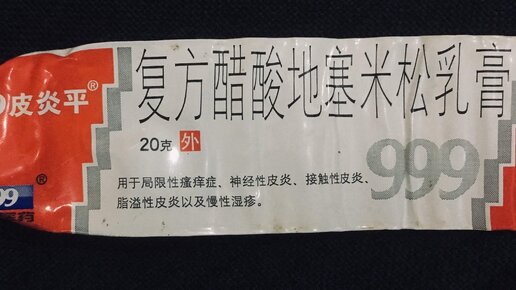 皮炎平®
复方醋酸地塞米松乳膏
20克 外
999
用于局限性瘙痒症、神经性皮炎、接触性皮炎、
脂溢性皮炎以及慢性湿疹。
®